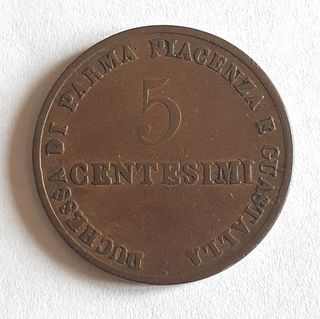 DUCHESSA DI PARMA PIACENZA E GUASTALLA
5
CENTESIMI